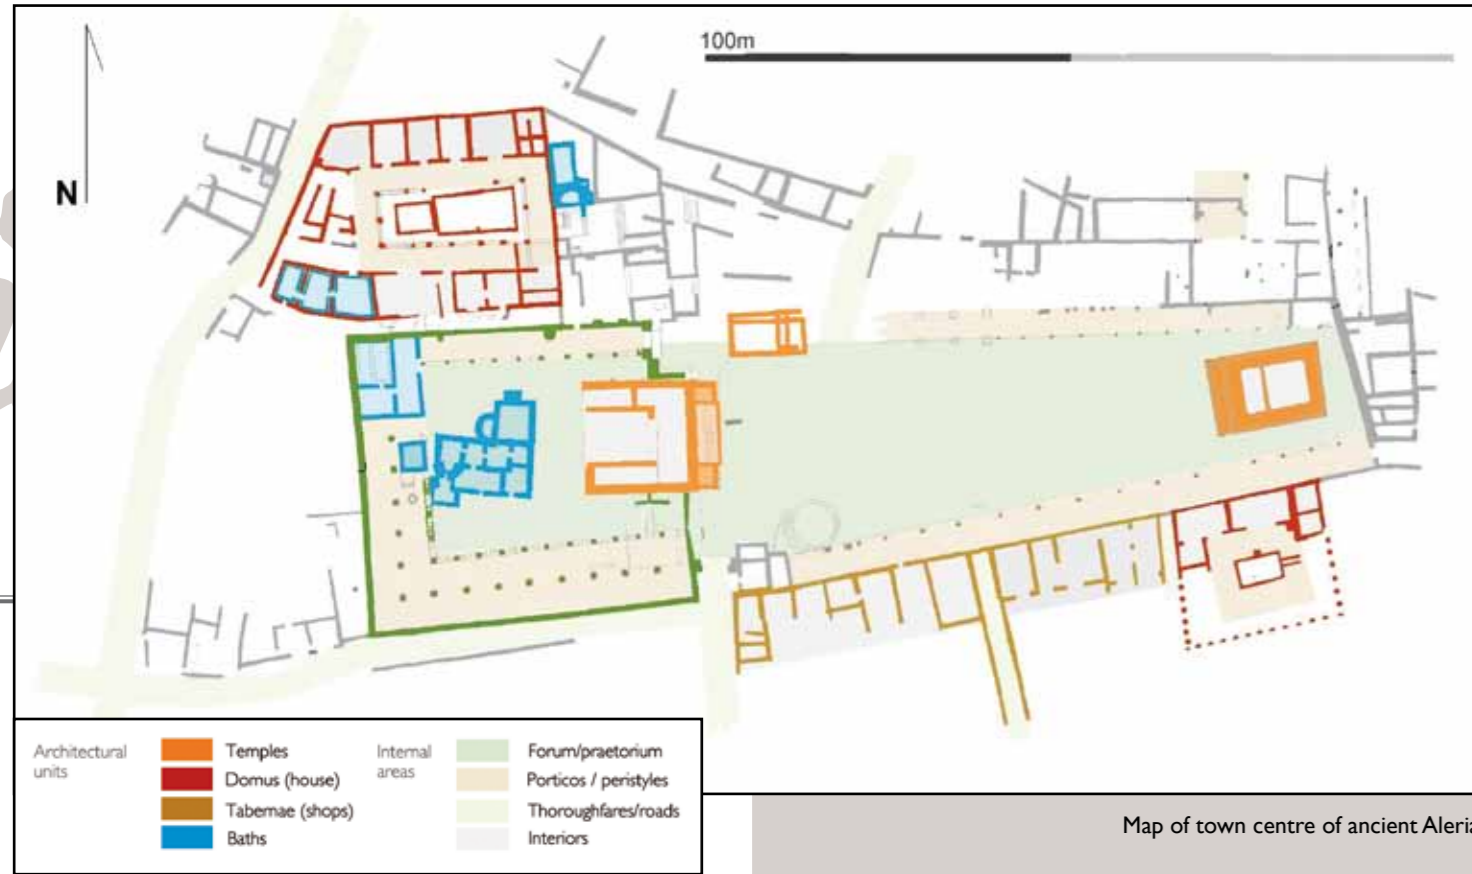 100m
N
Architectural units
Temples
Domus (house)
Tabernae (shops)
Baths
Internal areas
Forum/praetorium
Porticos / peristyles
Thoroughfares/roads
Interiors
Map of town centre of ancient Aleria